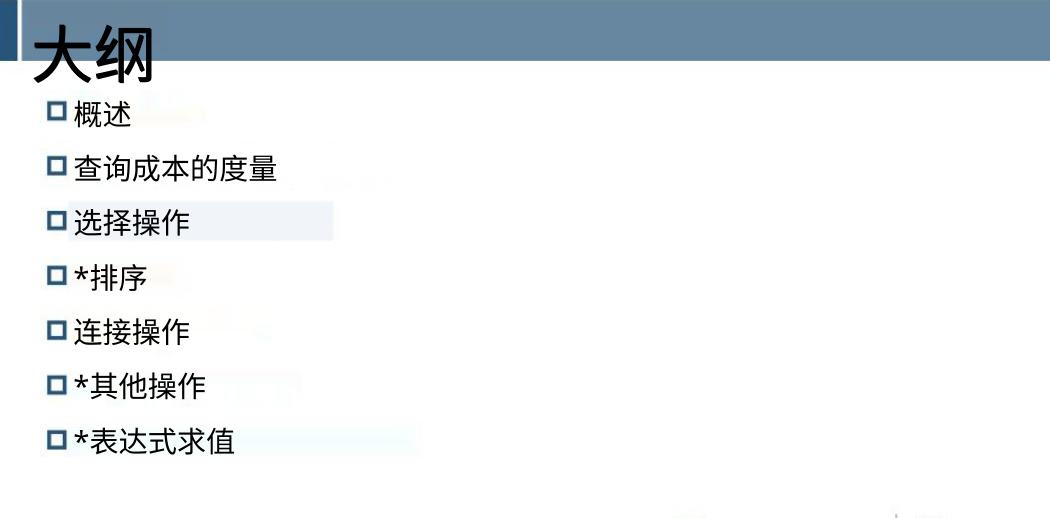 大纲
概述
查询成本的度量
选择操作
*排序
连接操作
*其他操作
*表达式求值